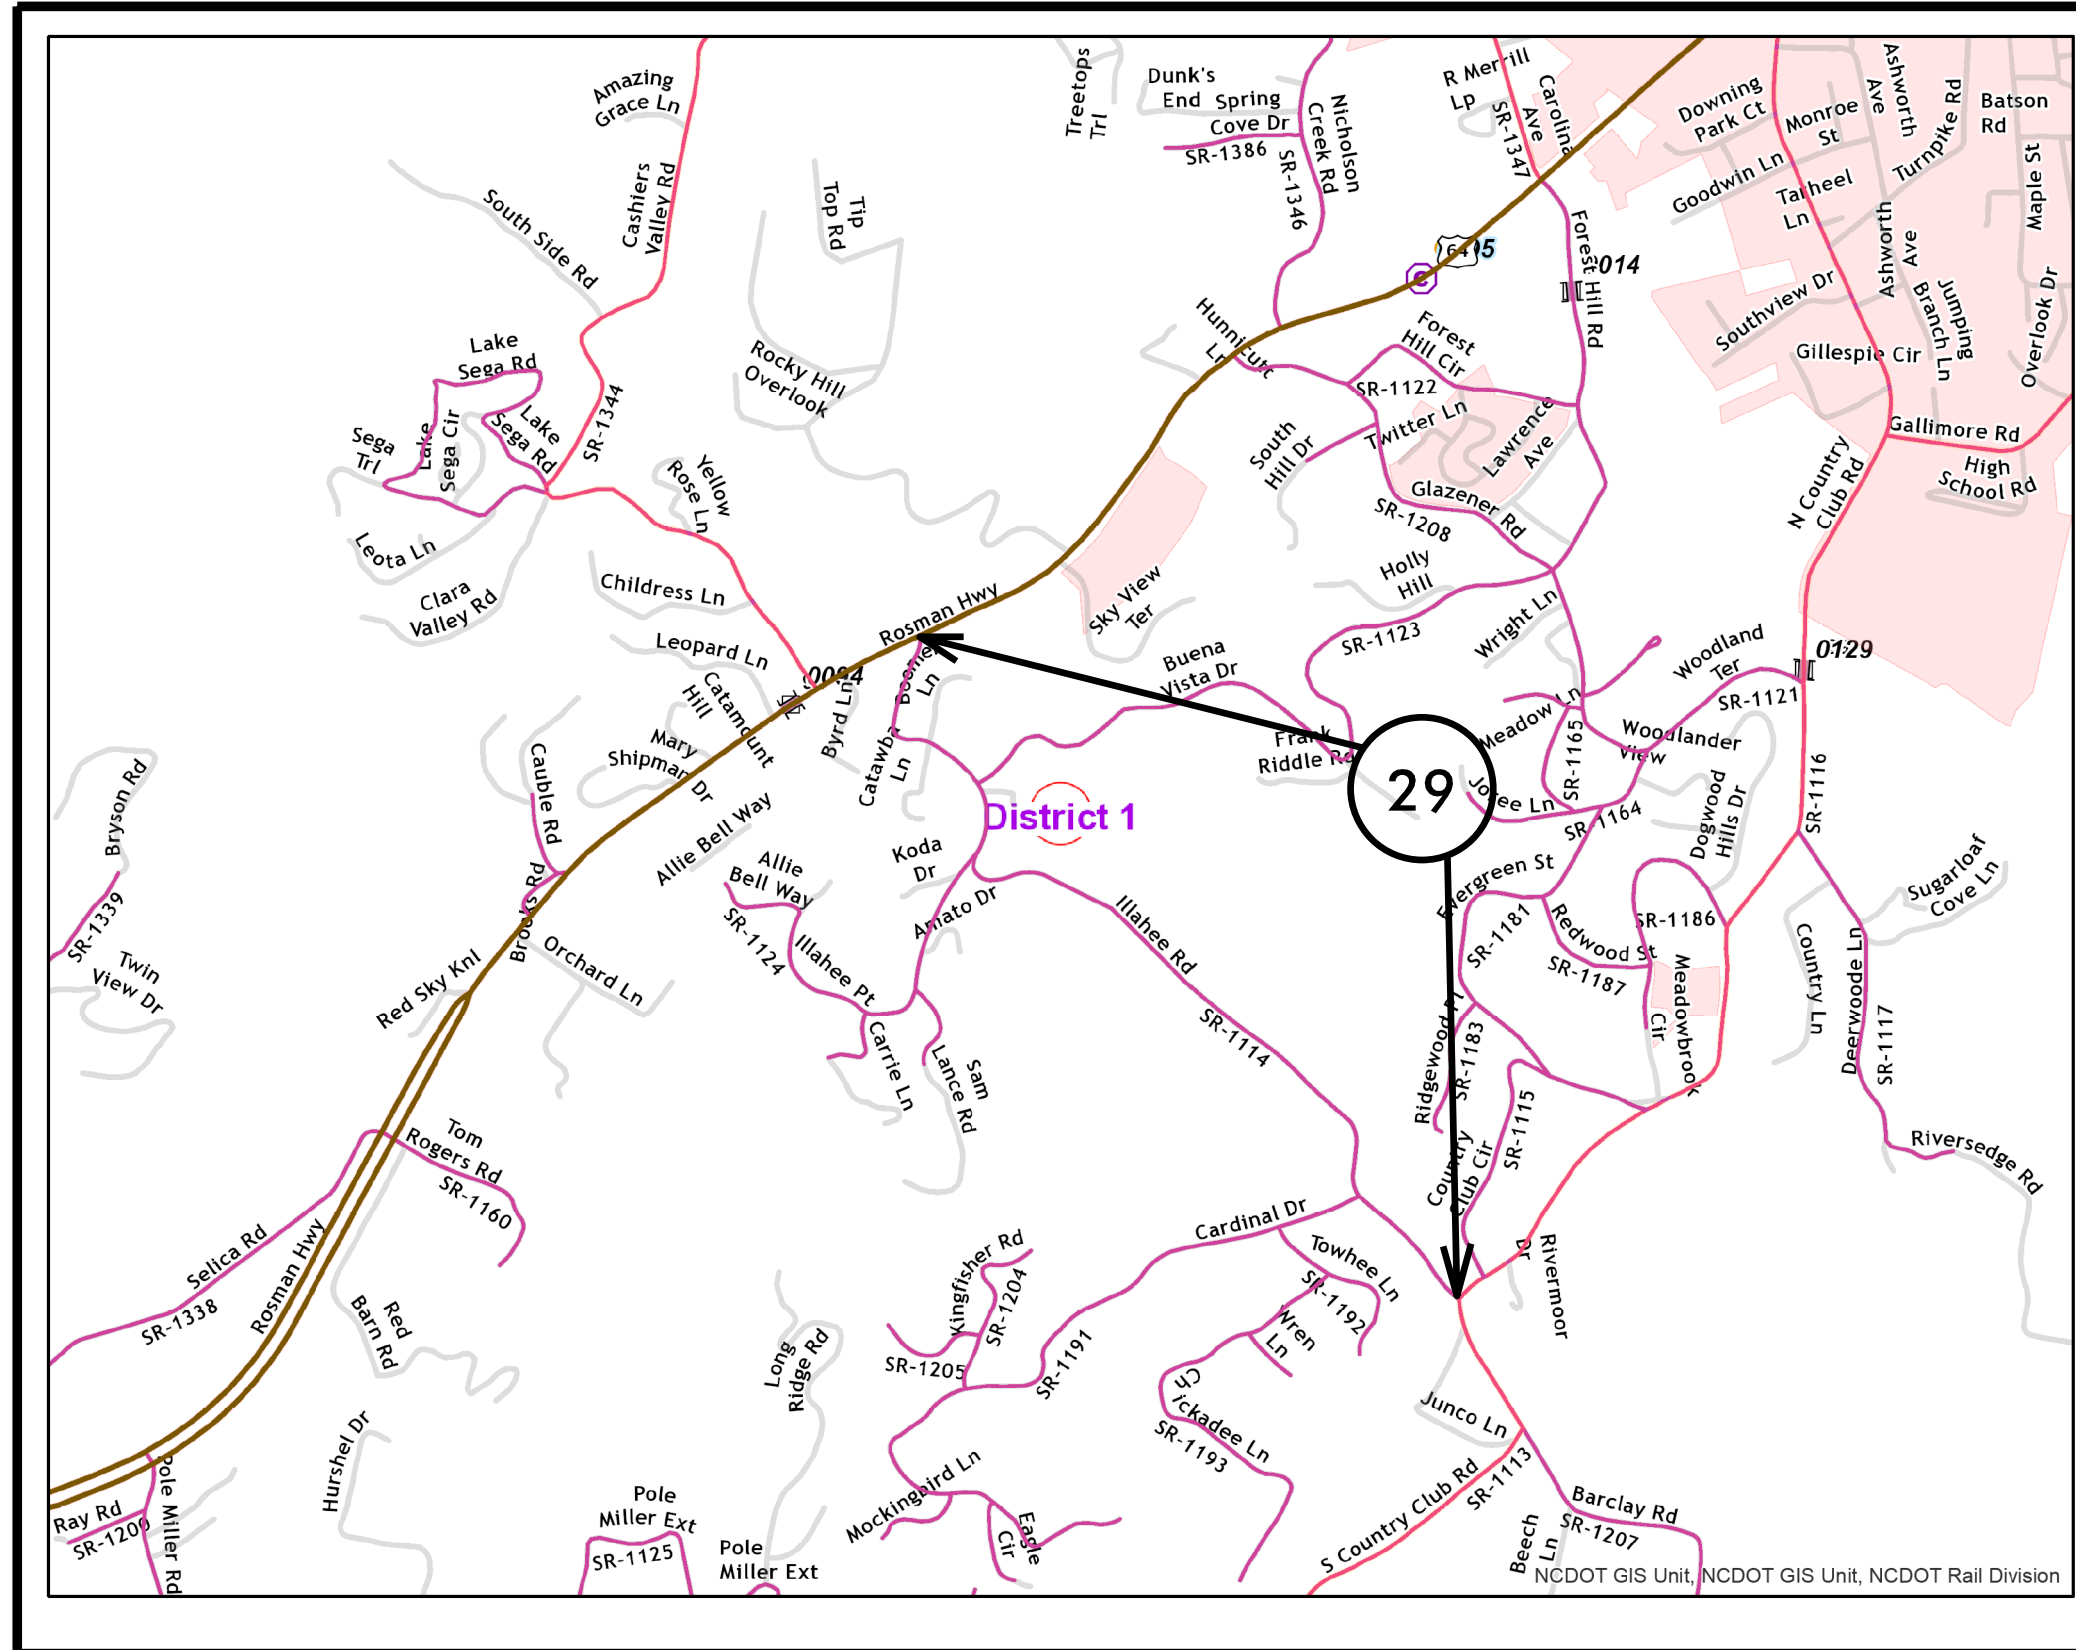 Amazing
Grace Ln
Treetops
Trl
Dunk's
End
Spring
Cove Dr
SR-1386
Nicholson
Creek Rd
SR-1346
R Merrill
Lp
SR-1347
Carolina
Ave
Downing
Park Ct
Monroe
St
Ashworth
Ave
Turnpike Rd
Batson
Rd
Goodwin Ln
Tarheel
Ln
Maple St
Ashworth
Ave
Cashiers
Valley Rd
South Side Rd
Tip
Top Rd
64
Forest Hill Rd
Southview Dr
Jumping
Branch Ln
Overlook Dr
Gillespie Cir
Gallimore Rd
High
School Rd
N Country
Club Rd
Hunnicutt
Ln
Forest
Hill Cir
SR-1122
Twitter Ln
Lawrence
Ave
South
Hill Dr
Glazener Rd
SR-1208
Lake
Sega Rd
Lake
Sega Rd
Lake
Sega Cir
Sega
Trl
SR-1344
Rocky Hill
Overlook
Yellow
Rose Ln
Leota Ln
Clara
Valley Rd
Childress Ln
Leopard Ln
Rosman Hwy
Sky View
Ter
Holly
Hill
SR-1123
Wright Ln
Buena
Vista Dr
Woodland
Ter
0129
SR-1121
Boomer
Ln
Byrd Ln
Catamount
Hill
Mary
Shipman Dr
Catawba
Ln
Frank
Riddle Rd
29
Meadow Ln
SR-1165
Woodlander
View
Joree Ln
SR-1164
Dogwood
Hills Dr
SR-1116
Bryson Rd
SR-1339
Cauble Rd
Allie Bell Way
Allie
Bell Way
Koda
Dr
District 1
Amato Dr
SR-1124
Illahee Pt
Illahee Rd
SR-1114
Evergreen St
SR-1181
Redwood St
SR-1187
SR-1186
Meadowbrook
Cir
Sugarloaf
Cove Ln
Country Ln
Deerwoode Ln
SR-1117
Twin
View Dr
Brooks Rd
Orchard Ln
Red Sky Knl
Carrie Ln
Sam
Lance Rd
Ridgewood Pl
SR-1183
SR-1115
Country
Club Cir
Riversedge Rd
Tom
Rogers Rd
SR-1160
Selica Rd
SR-1338
Rosman Hwy
Red
Barn Rd
Cardinal Dr
Towhee Ln
SR-1192
Rivermoor
Dr
Kingfisher Rd
SR-1204
SR-1205
SR-1191
Wren
Ln
Long
Ridge Rd
Chickadee Ln
SR-1193
Junco Ln
S Country Club Rd
SR-1113
Barclay Rd
SR-1207
Beech
Ln
Hurshel Dr
Mockingbird Ln
Eagle
Cir
Ray Rd
SR-1200
Pole Miller Rd
Pole
Miller Ext
SR-1125
Pole
Miller Ext
NCDOT GIS Unit, NCDOT GIS Unit, NCDOT Rail Division